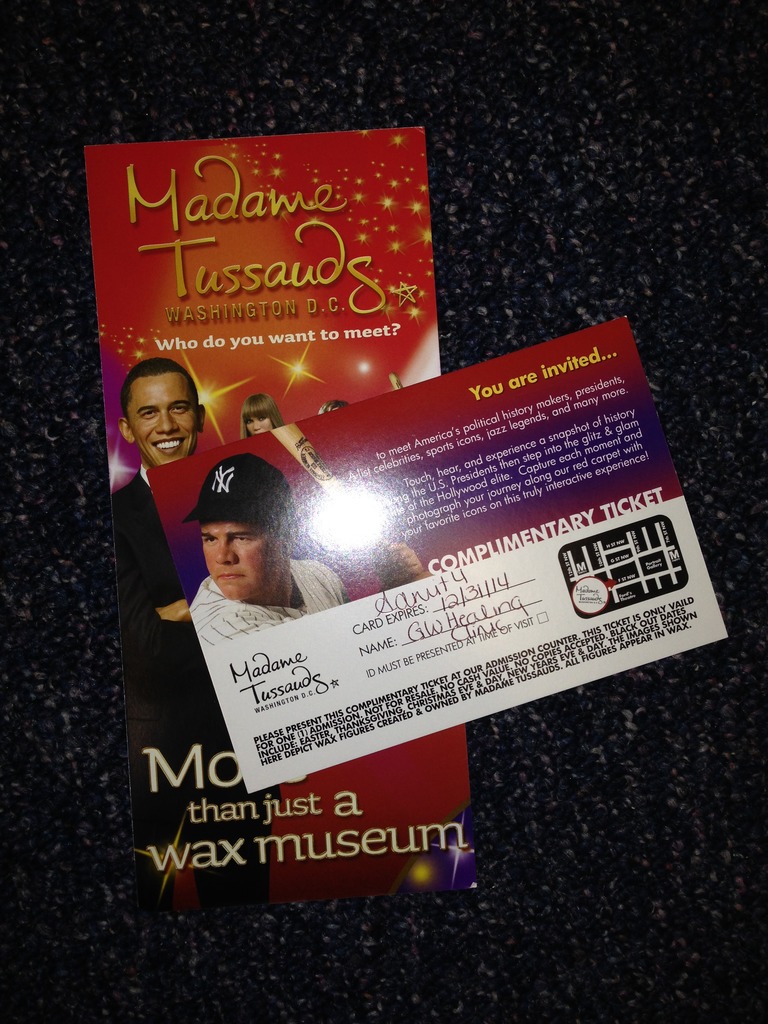 Madame
Tussauds
WASHINGTON D.C.
Who do you want to meet?
You are invited...
to meet America's political history makers, presidents,
A-list celebrities, sports icons, jazz legends, and many more.
Touch, hear, and experience a snapshot of history
the U.S. Presidents then step into the glitz & glam
of the Hollywood elite. Capture each moment and
photograph your journey along our red carpet with
your favorite icons on this truly interactive experience!
COMPLIMENTARY TICKET
CARD EXPIRES: 12/31/14
NAME: GW Healing
Clinic
ID MUST BE PRESENTED AT TIME OF VISIT
Madame
Tussauds
WASHINGTON D.C.
PLEASE PRESENT THIS COMPLIMENTARY TICKET AT OUR ADMISSION COUNTER. THIS TICKET IS ONLY VAILD
FOR ONE (1) ADMISSION, NOT FOR RESALE. NO CASH VALUE. NO COPIES ACCEPTED. BLACK OUT DATES
INCLUDE: EASTER, THANKSGIVING, CHRISTMAS EVE & DAY, NEW YEARS EVE & DAY. THE IMAGES SHOWN
HERE DEPICT WAX FIGURES CREATED & OWNED BY MADAME TUSSAUDS. ALL FIGURES APPEAR IN WAX.
than just a
wax museum